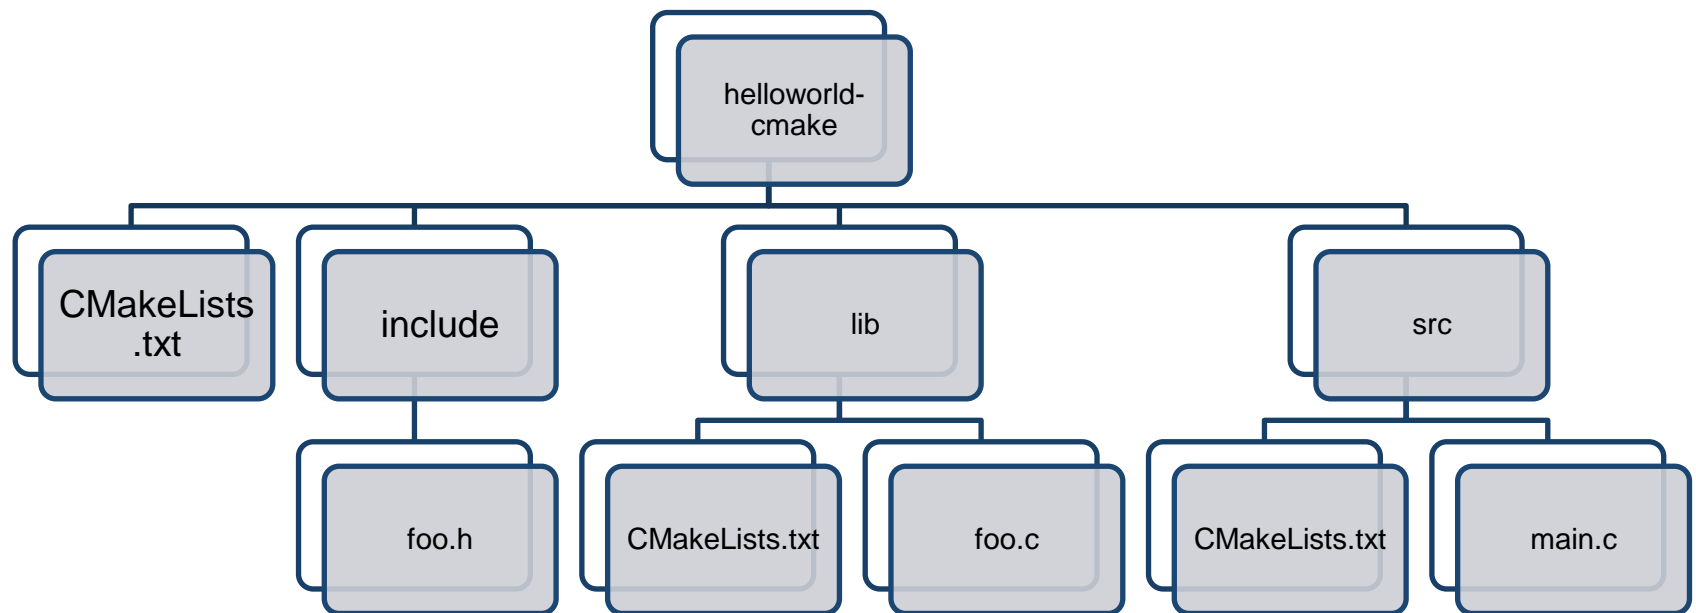 helloworld-
cmake
CMakeLists
.txt
include
lib
src
foo.h
CMakeLists.txt
foo.c
CMakeLists.txt
main.c